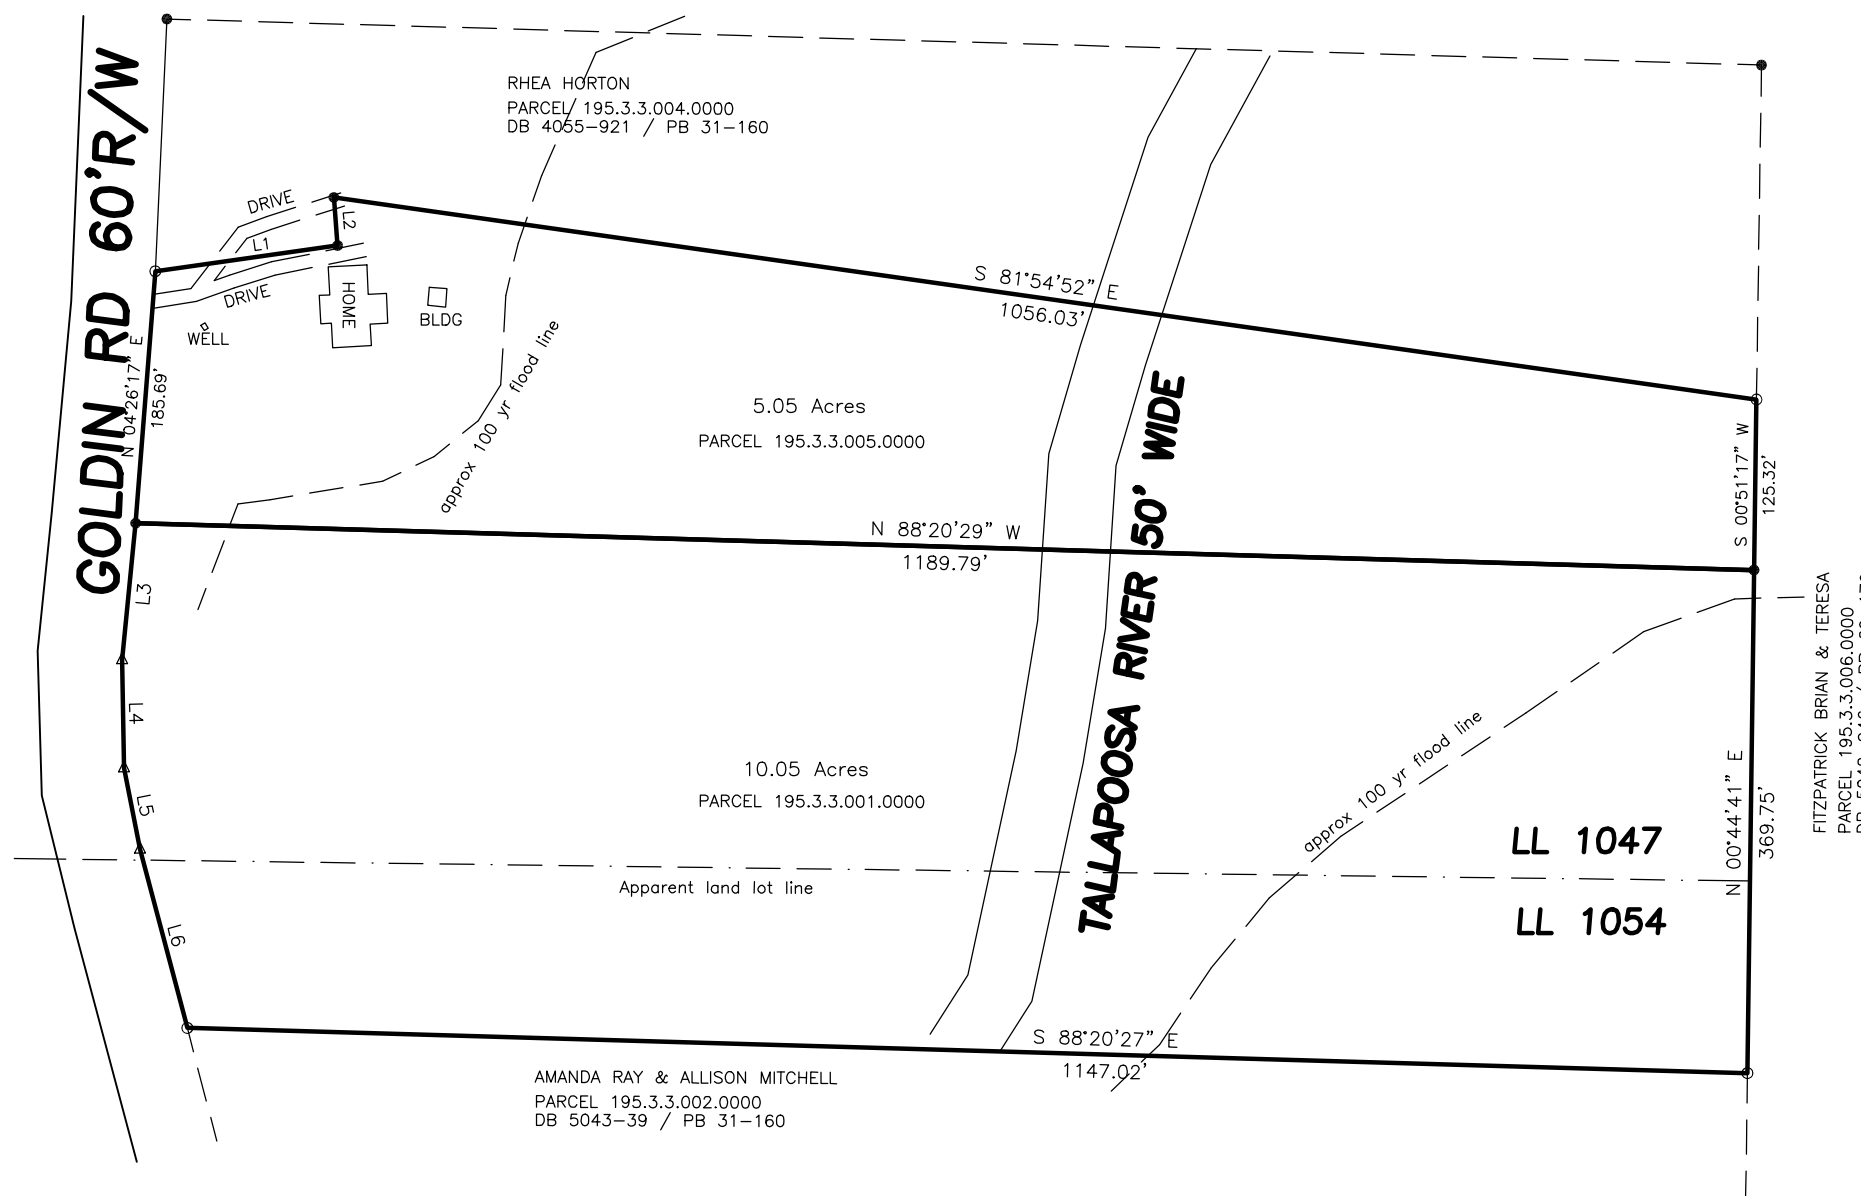 GOLDIN RD 60'R/W
RHEA HORTON
PARCEL 195.3.3.004.0000
DB 4055-921 / PB 31-160
DRIVE
L2
L1
DRIVE
HOME
BLDG
WELL
N 04°26'17" E
185.69'
approx 100 yr flood line
S 81°54'52" E
1056.03'
5.05 Acres
PARCEL 195.3.3.005.0000
TALLAPOOSA RIVER 50' WIDE
S 00°51'17" W
125.32'
N 88°20'29" W
1189.79'
L3
L4
L5
L6
10.05 Acres
PARCEL 195.3.3.001.0000
Apparent land lot line
approx 100 yr flood line
LL 1047
LL 1054
N 00°44'41" E
369.75'
FITZPATRICK BRIAN & TERESA
PARCEL 195.3.3.006.0000
S 88°20'27" E
1147.02'
AMANDA RAY & ALLISON MITCHELL
PARCEL 195.3.3.002.0000
DB 5043-39 / PB 31-160